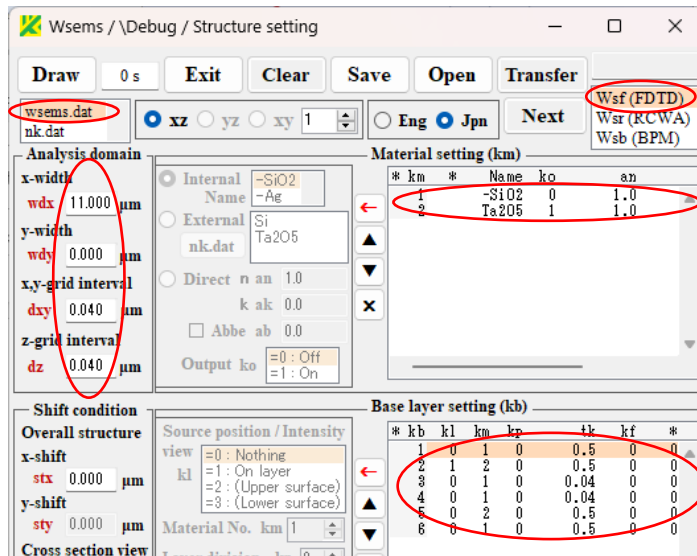 Wsems / \Debug / Structure setting
Draw 0 s Exit Clear Save Open Transfer
wsems.dat
nk.dat
xz yz xy 1
Eng Jpn
Next
Wsf (FDTD)
Wsr (RCWA)
Wsb (BPM)
Analysis domain
x-width
wdx 11.000 μm
y-width
wdy 0.000 μm
x,y-grid interval
dxy 0.040 μm
z-grid interval
dz 0.040 μm
Internal Name
-SiO2
-Ag
External
nk.dat
Si
Ta2O5
Direct n an 1.0
k ak 0.0
Abbe ab 0.0
Output ko
=0 : Off
=1 : On
Material setting (km)
* km * Name ko an
1 -SiO2 0 1.0
2 Ta2O5 1 1.0
Shift condition
Overall structure
x-shift
stx 0.000 μm
y-shift
sty 0.000 μm
Cross section view
Source position / Intensity
view
kl
=0 : Nothing
=1 : On layer
=2 : (Upper surface)
=3 : (Lower surface)
Material No. km 1
Base layer setting (kb)
* kb kl km kp tk kf *
1 0 1 0 0.5 0 0
2 1 2 0 0.5 0 0
3 0 1 0 0.04 0 0
4 0 1 0 0.04 0 0
5 0 2 0 0.5 0 0
6 0 1 0 0.5 0 0